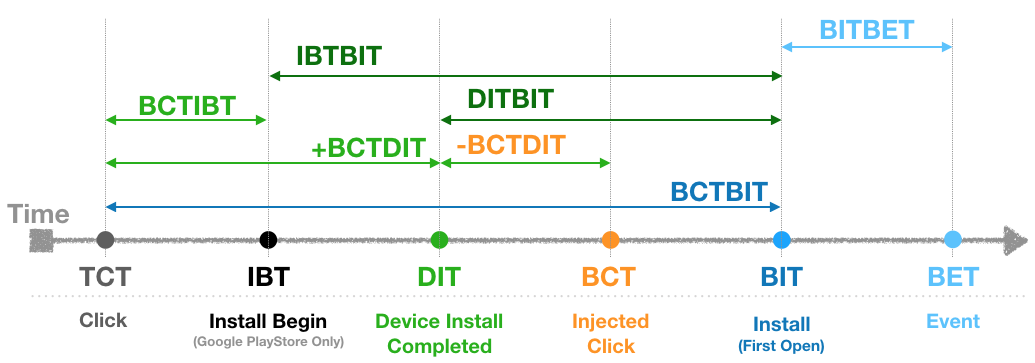 BITBET
IBTBIT
DITBIT
BCTIBT
+BCTDIT
-BCTDIT
BCTBIT
Time
TCT
IBT
DIT
BCT
BIT
BET
Click
Install Begin
(Google PlayStore Only)
Device Install
Completed
Injected
Click
Install
(First Open)
Event